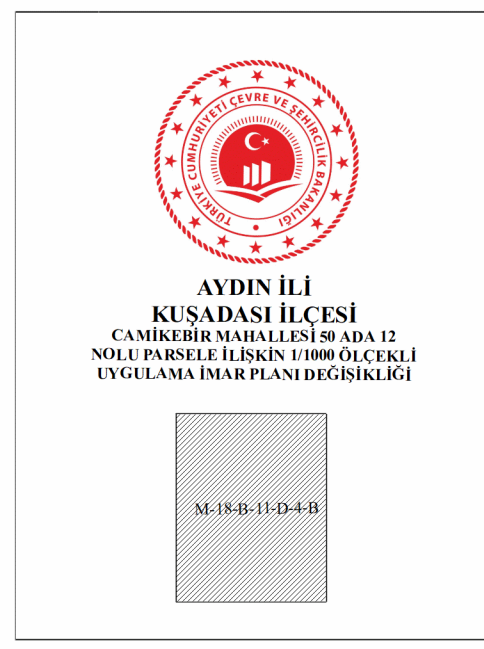 TÜRKİYE CUMHURİYETİ ÇEVRE VE ŞEHİRCİLİK BAKANLIĞI
AYDIN İLİ
KUŞADASI İLÇESİ
CAMİKEBİR MAHALLESİ 50 ADA 12
NOLU PARSELE İLİŞKİN 1/1000 ÖLÇEKLİ
UYGULAMA İMAR PLANI DEĞİŞİKLİĞİ
M-18-B-11-D-4-B